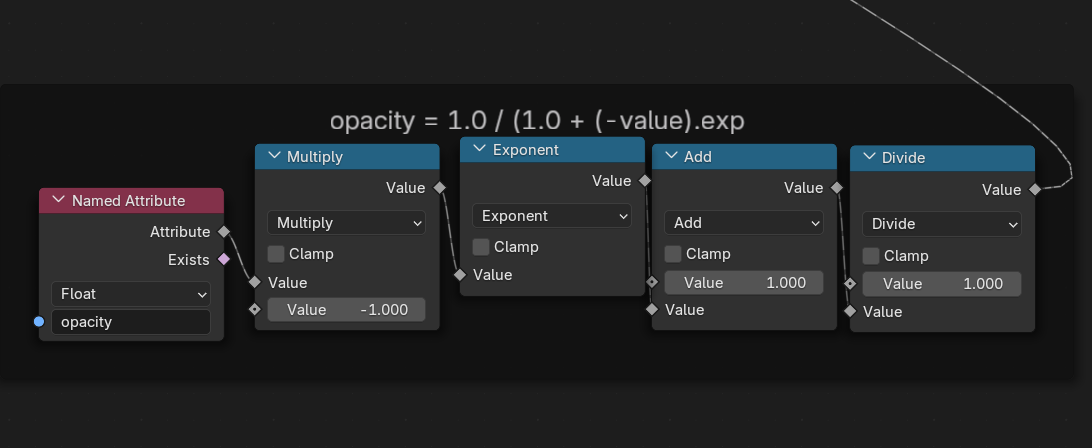 opacity = 1.0 / (1.0 + (-value).exp
Named Attribute
Attribute
Exists
Float
opacity
Multiply
Value
Multiply
Clamp
Value
Value -1.000
Exponent
Value
Exponent
Clamp
Value
Add
Value
Add
Clamp
Value 1.000
Value
Divide
Value
Divide
Clamp
Value 1.000
Value